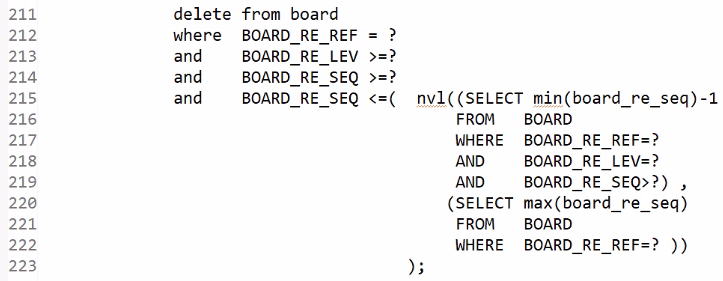 211 delete from board
212 where BOARD_RE_REF = ?
213 and BOARD_RE_LEV >=?
214 and BOARD_RE_SEQ >=?
215 and BOARD_RE_SEQ <=( nvl((SELECT min(board_re_seq)-1
216 FROM BOARD
217 WHERE BOARD_RE_REF=?
218 AND BOARD_RE_LEV=?
219 AND BOARD_RE_SEQ>?) ,
220 (SELECT max(board_re_seq)
221 FROM BOARD
222 WHERE BOARD_RE_REF=? ))
223 );